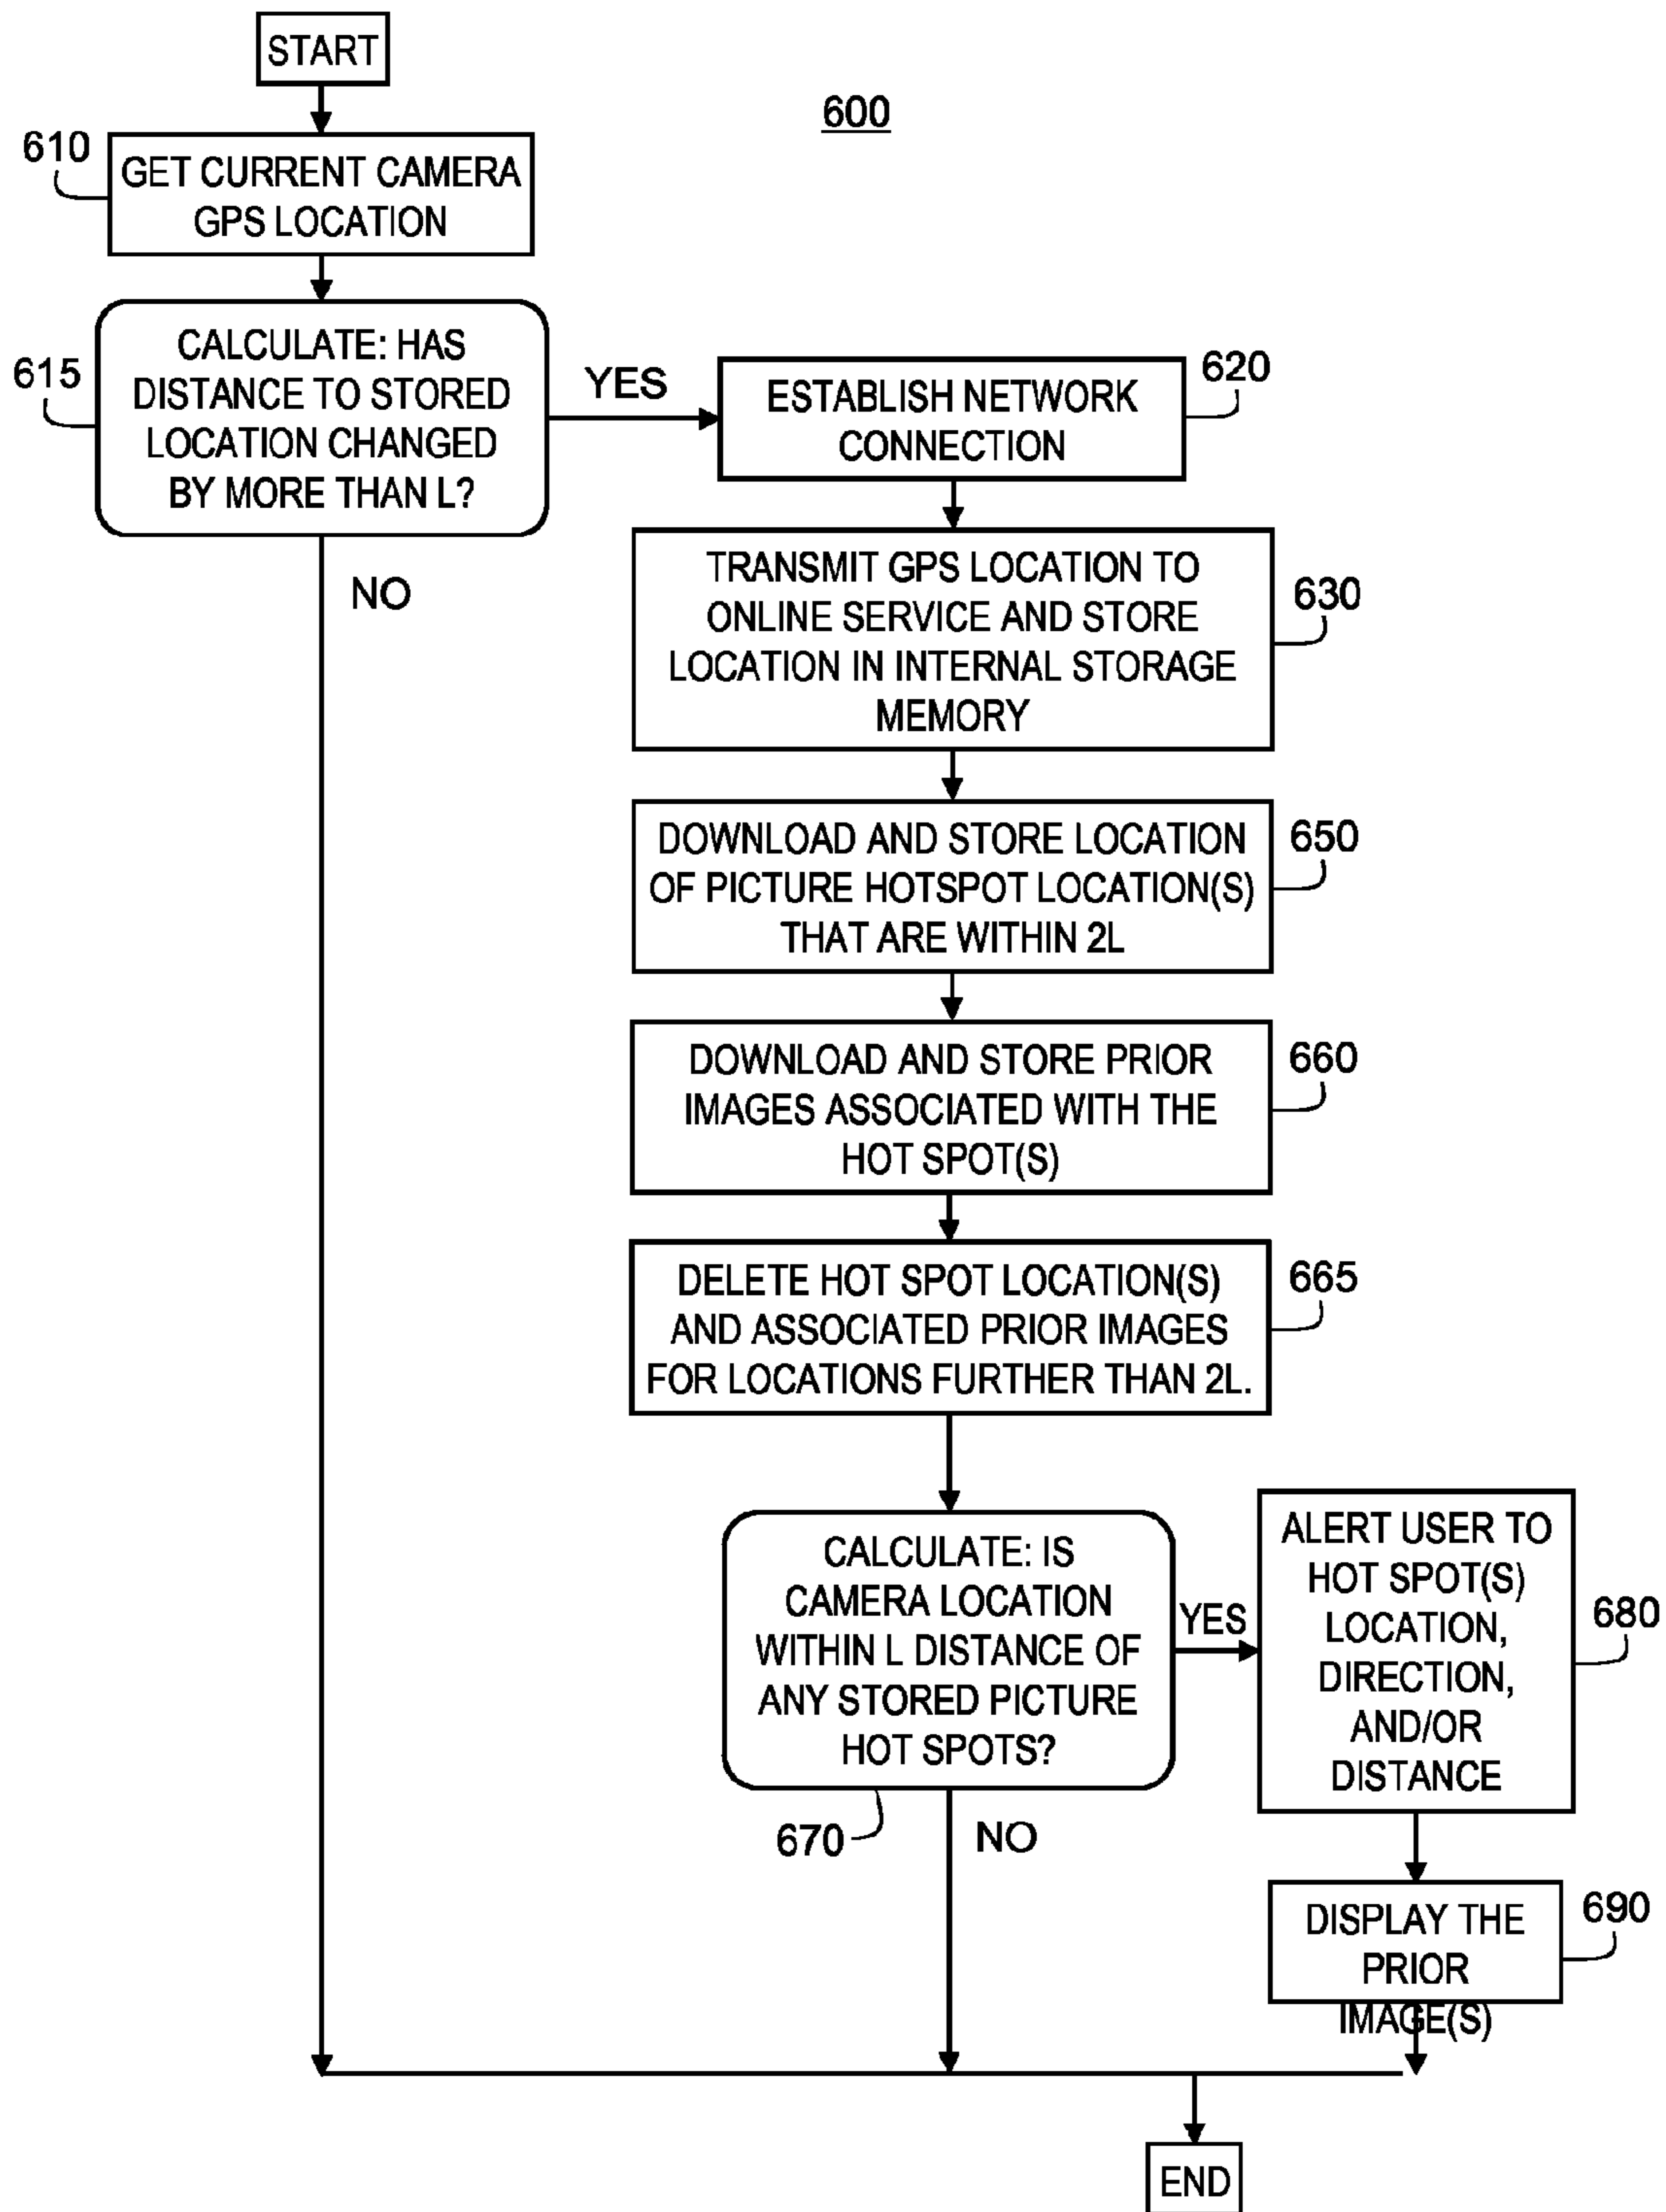 START
600
610
GET CURRENT CAMERA
GPS LOCATION
615
CALCULATE: HAS
DISTANCE TO STORED
LOCATION CHANGED
BY MORE THAN L?
YES
NO
620
ESTABLISH NETWORK
CONNECTION
630
TRANSMIT GPS LOCATION TO
ONLINE SERVICE AND STORE
LOCATION IN INTERNAL STORAGE
MEMORY
650
DOWNLOAD AND STORE LOCATION
OF PICTURE HOTSPOT LOCATION(S)
THAT ARE WITHIN 2L
660
DOWNLOAD AND STORE PRIOR
IMAGES ASSOCIATED WITH THE
HOT SPOT(S)
665
DELETE HOT SPOT LOCATION(S)
AND ASSOCIATED PRIOR IMAGES
FOR LOCATIONS FURTHER THAN 2L.
CALCULATE: IS
CAMERA LOCATION
WITHIN L DISTANCE OF
ANY STORED PICTURE
HOT SPOTS?
670
YES
NO
ALERT USER TO
HOT SPOT(S)
LOCATION,
DIRECTION,
AND/OR
DISTANCE
680
DISPLAY THE
PRIOR
IMAGE(S)
690
END